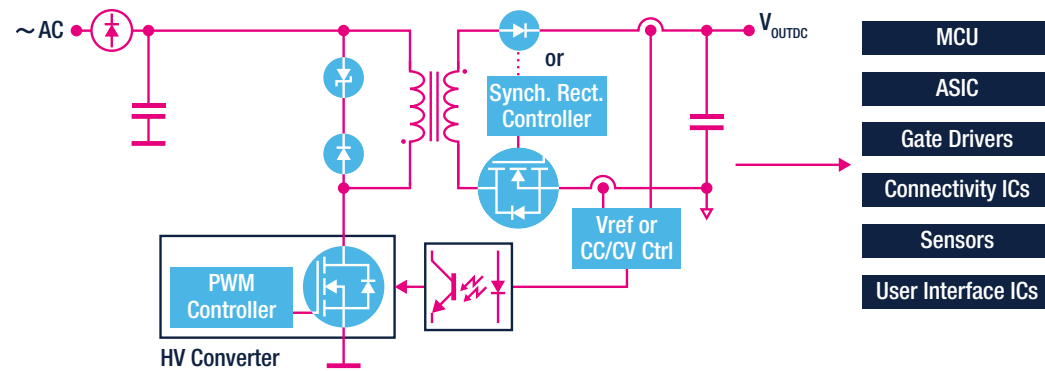 ~ AC
V_OUTDC
or
Synch. Rect.
Controller
Vref or
CC/CV Ctrl
PWM
Controller
HV Converter
MCU
ASIC
Gate Drivers
Connectivity ICs
Sensors
User Interface ICs